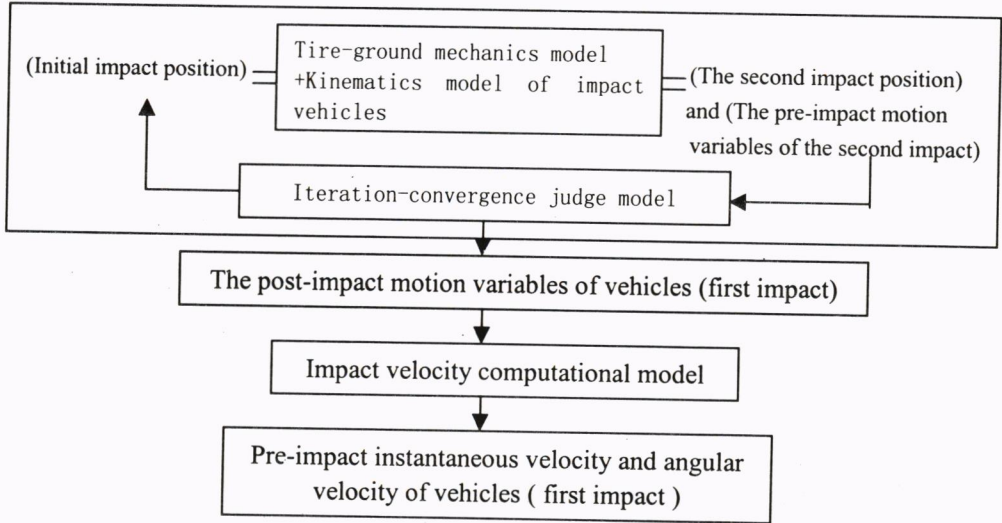 (Initial impact position)
Tire-ground mechanics model
+Kinematics model of impact
vehicles
(The second impact position)
and (The pre-impact motion
variables of the second impact)
Iteration-convergence judge model
The post-impact motion variables of vehicles (first impact)
Impact velocity computational model
Pre-impact instantaneous velocity and angular
velocity of vehicles ( first impact )